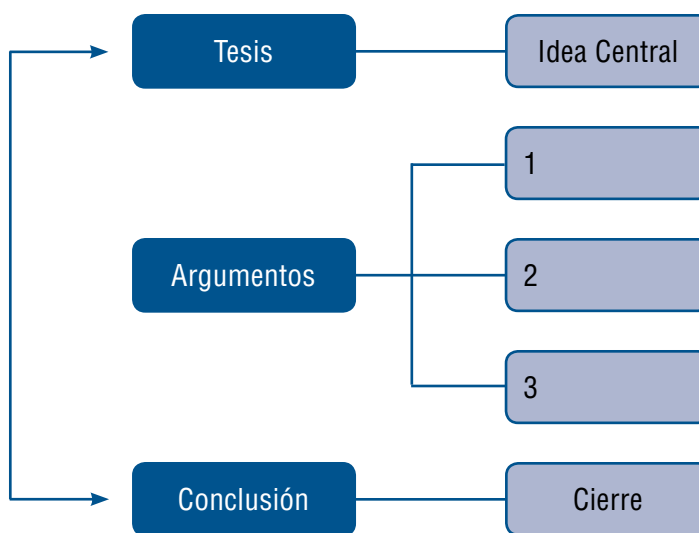 Tesis
Idea Central
1
Argumentos
2
3
Conclusión
Cierre